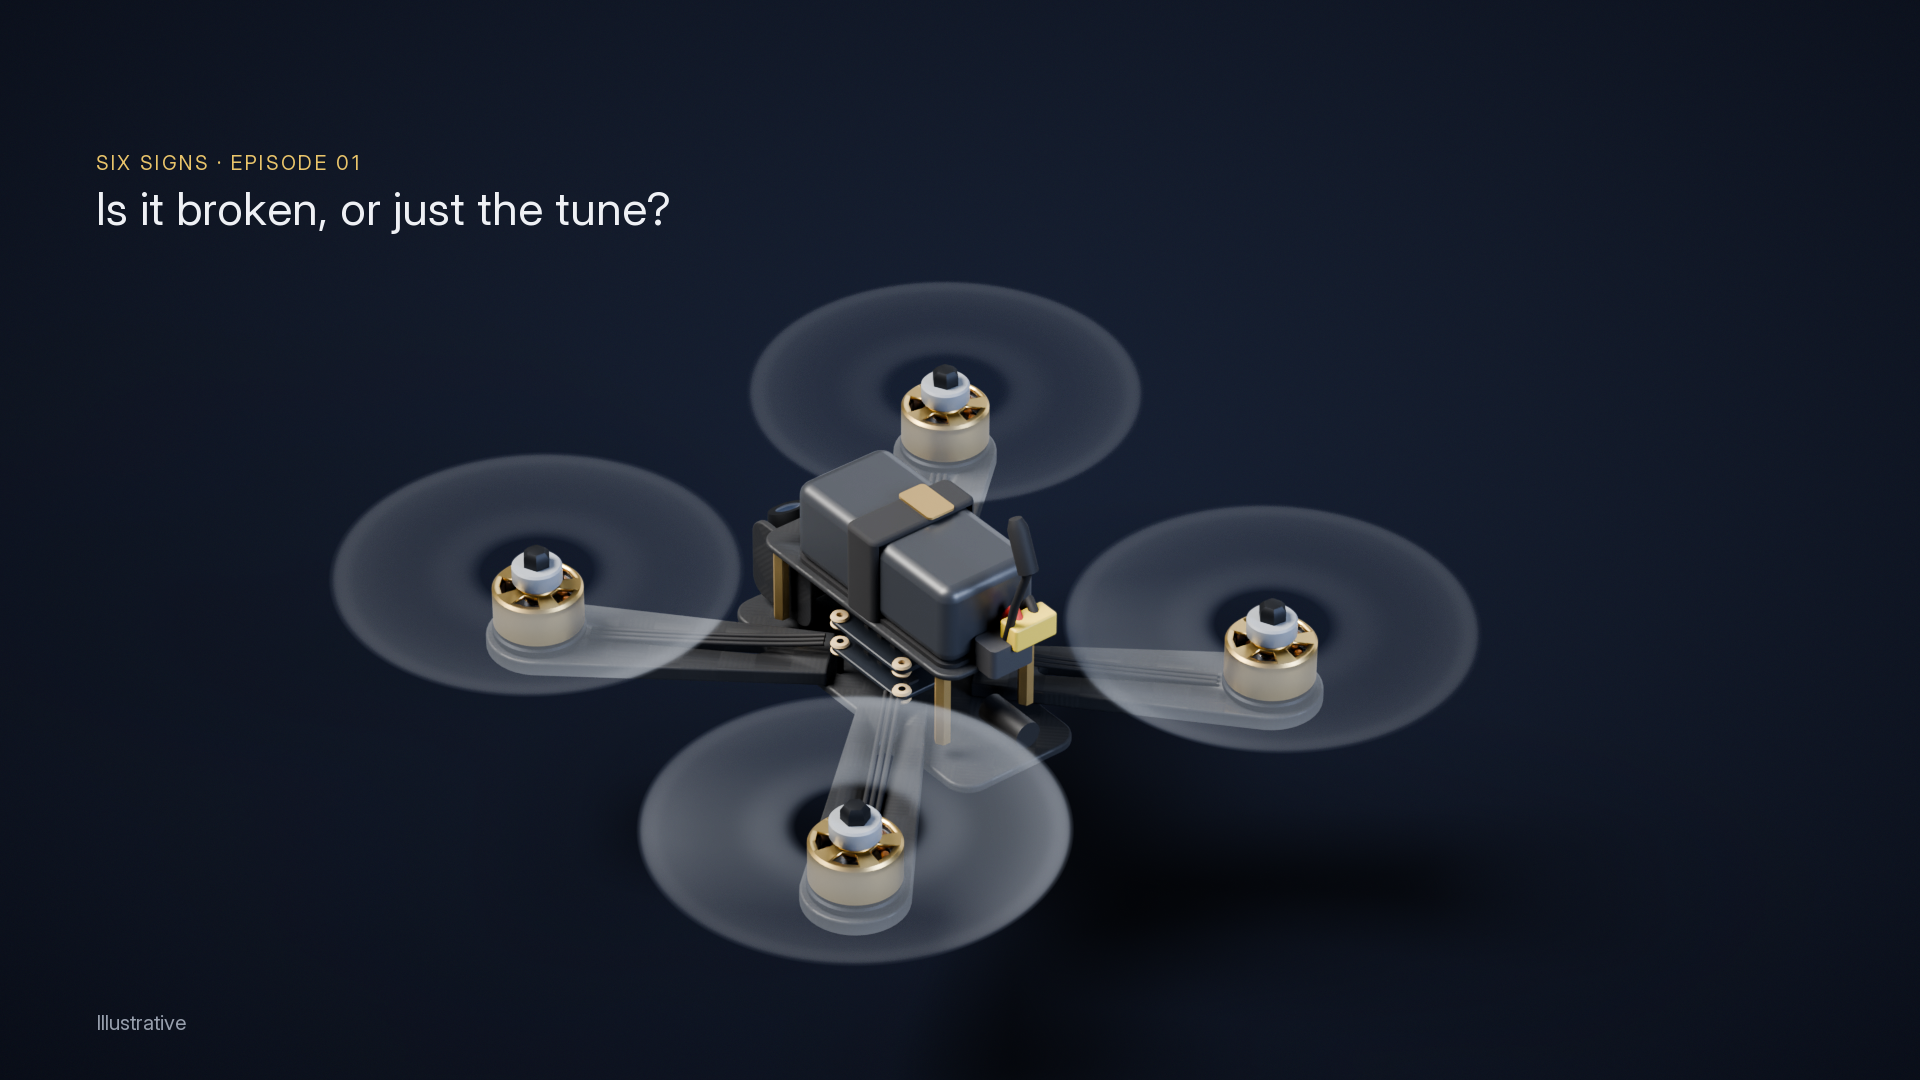 SIX SIGNS · EPISODE 01
Is it broken, or just the tune?
Illustrative